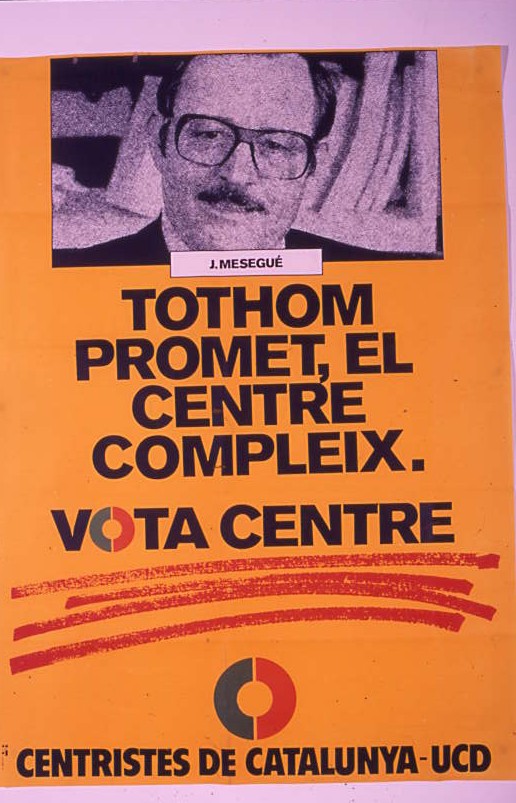 J. MESEGUÉ
TOTHOM
PROMET, EL
CENTRE
COMPLEIX.
VOTA CENTRE
CENTRISTES DE CATALUNYA-UCD